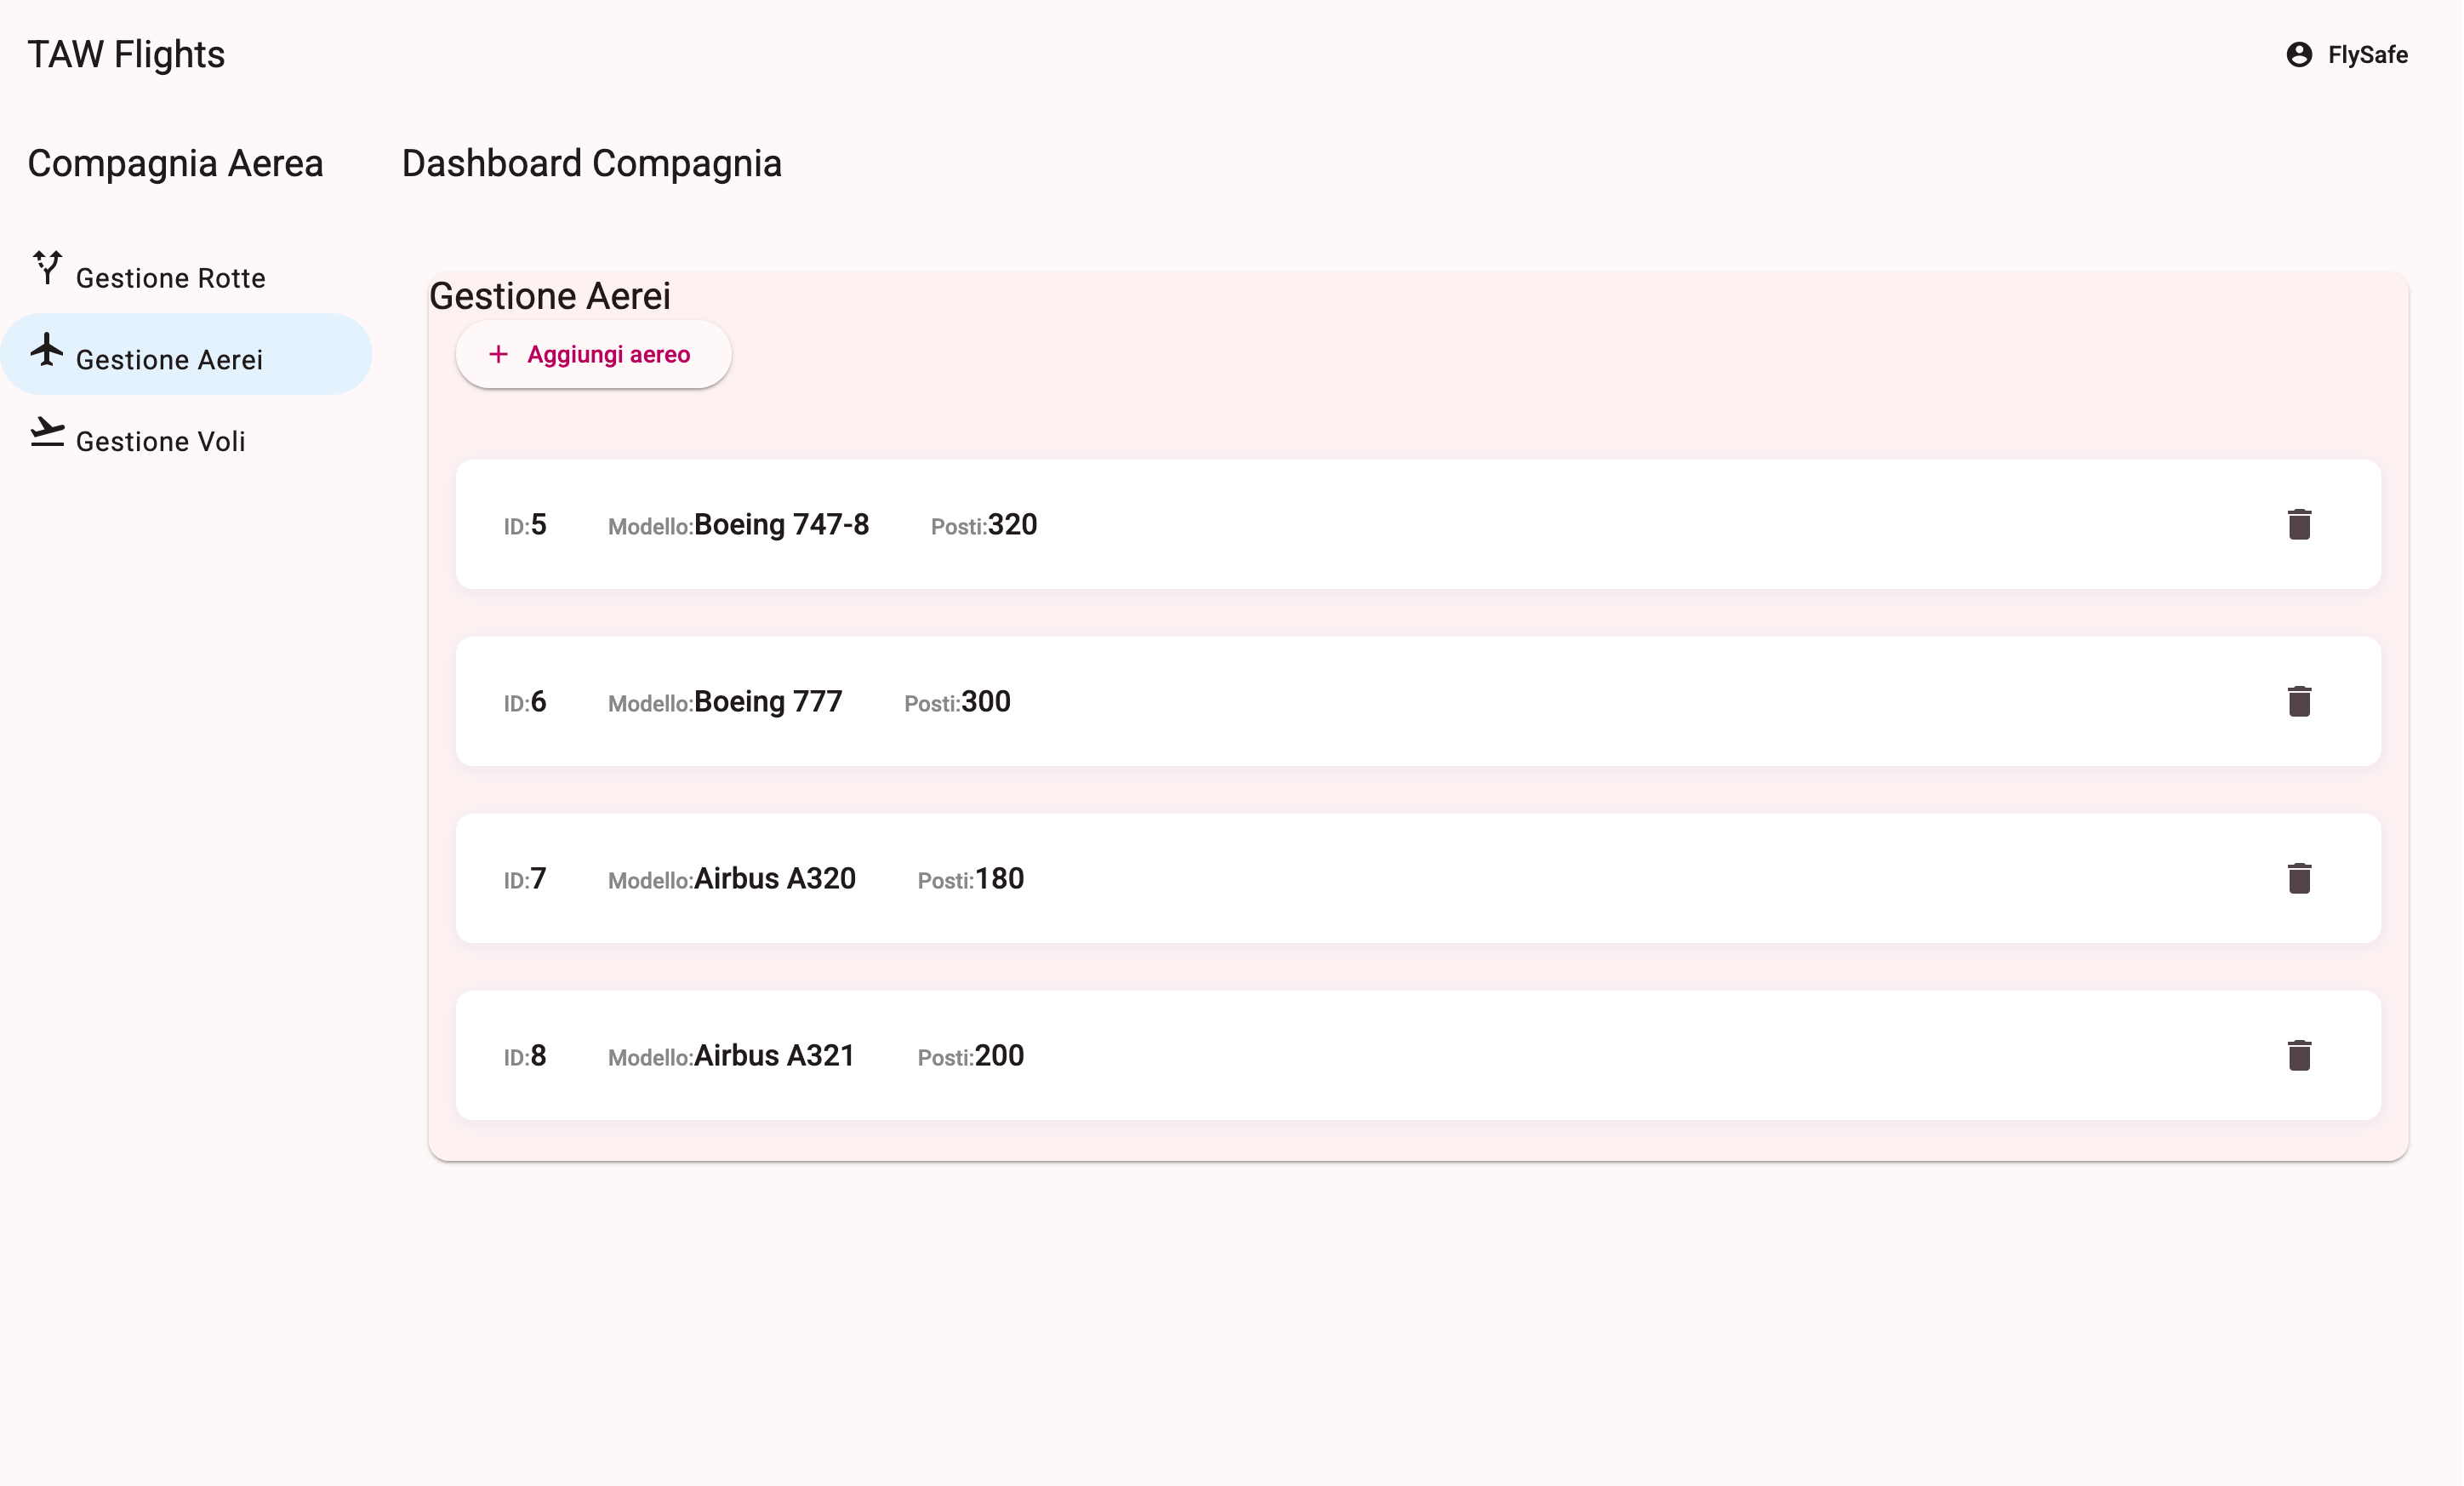 TAW Flights
FlySafe
Compagnia Aerea
Dashboard Compagnia
Gestione Rotte
Gestione Aerei
Gestione Voli
Gestione Aerei
Aggiungi aereo
ID:5 Modello:Boeing 747-8 Posti:320
ID:6 Modello:Boeing 777 Posti:300
ID:7 Modello:Airbus A320 Posti:180
ID:8 Modello:Airbus A321 Posti:200